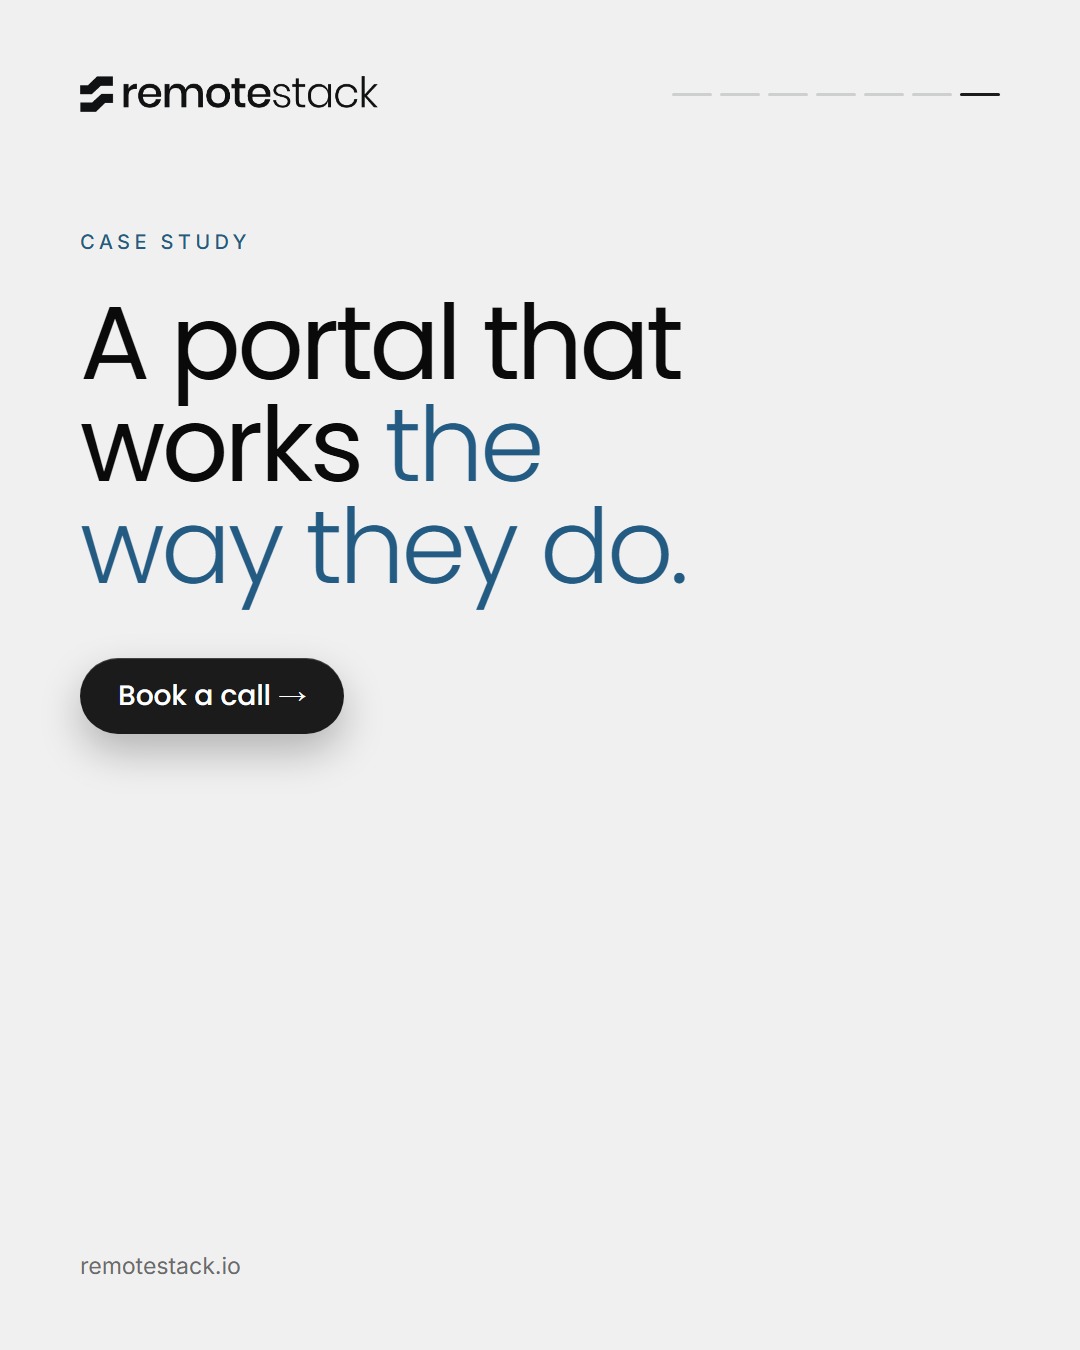 remotestack
CASE STUDY
A portal that
works the
way they do.
Book a call →
remotestack.io